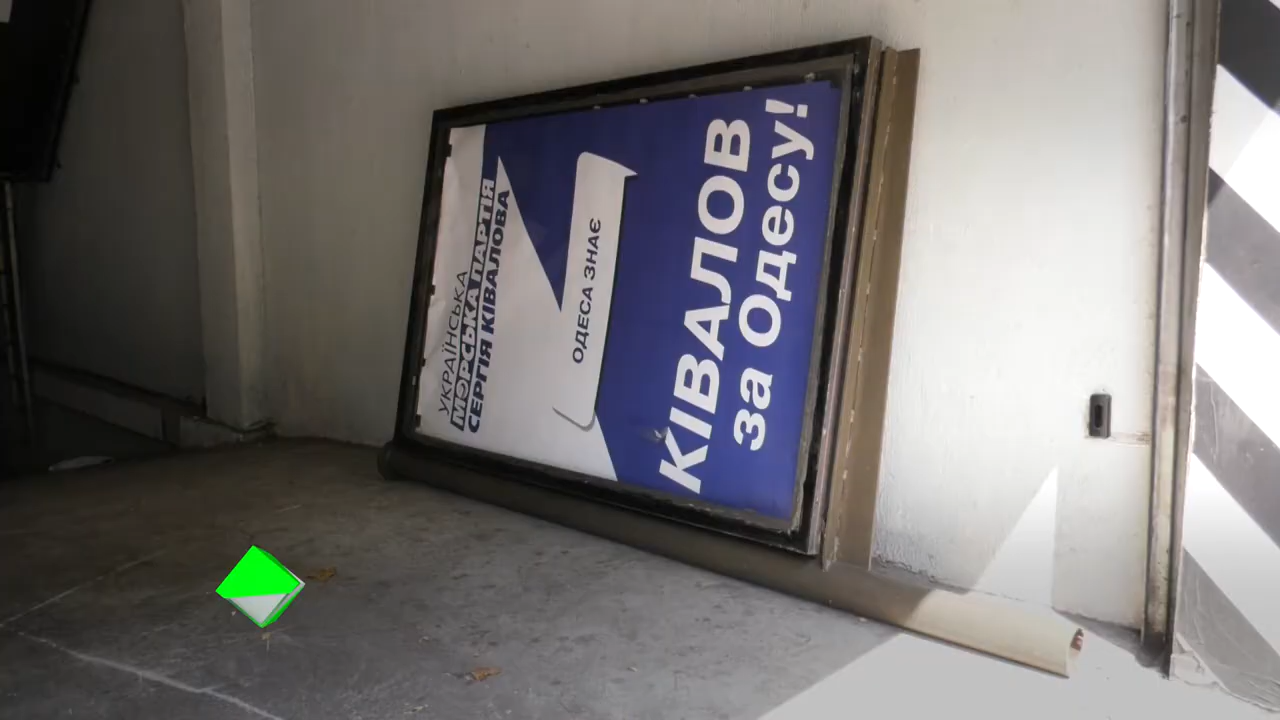 УКРАЇНСЬКА
МОРСЬКА ПАРТІЯ
СЕРГІЯ КІВАЛОВА
ОДЕСА ЗНАЄ
КІВАЛОВ
За Одесу!